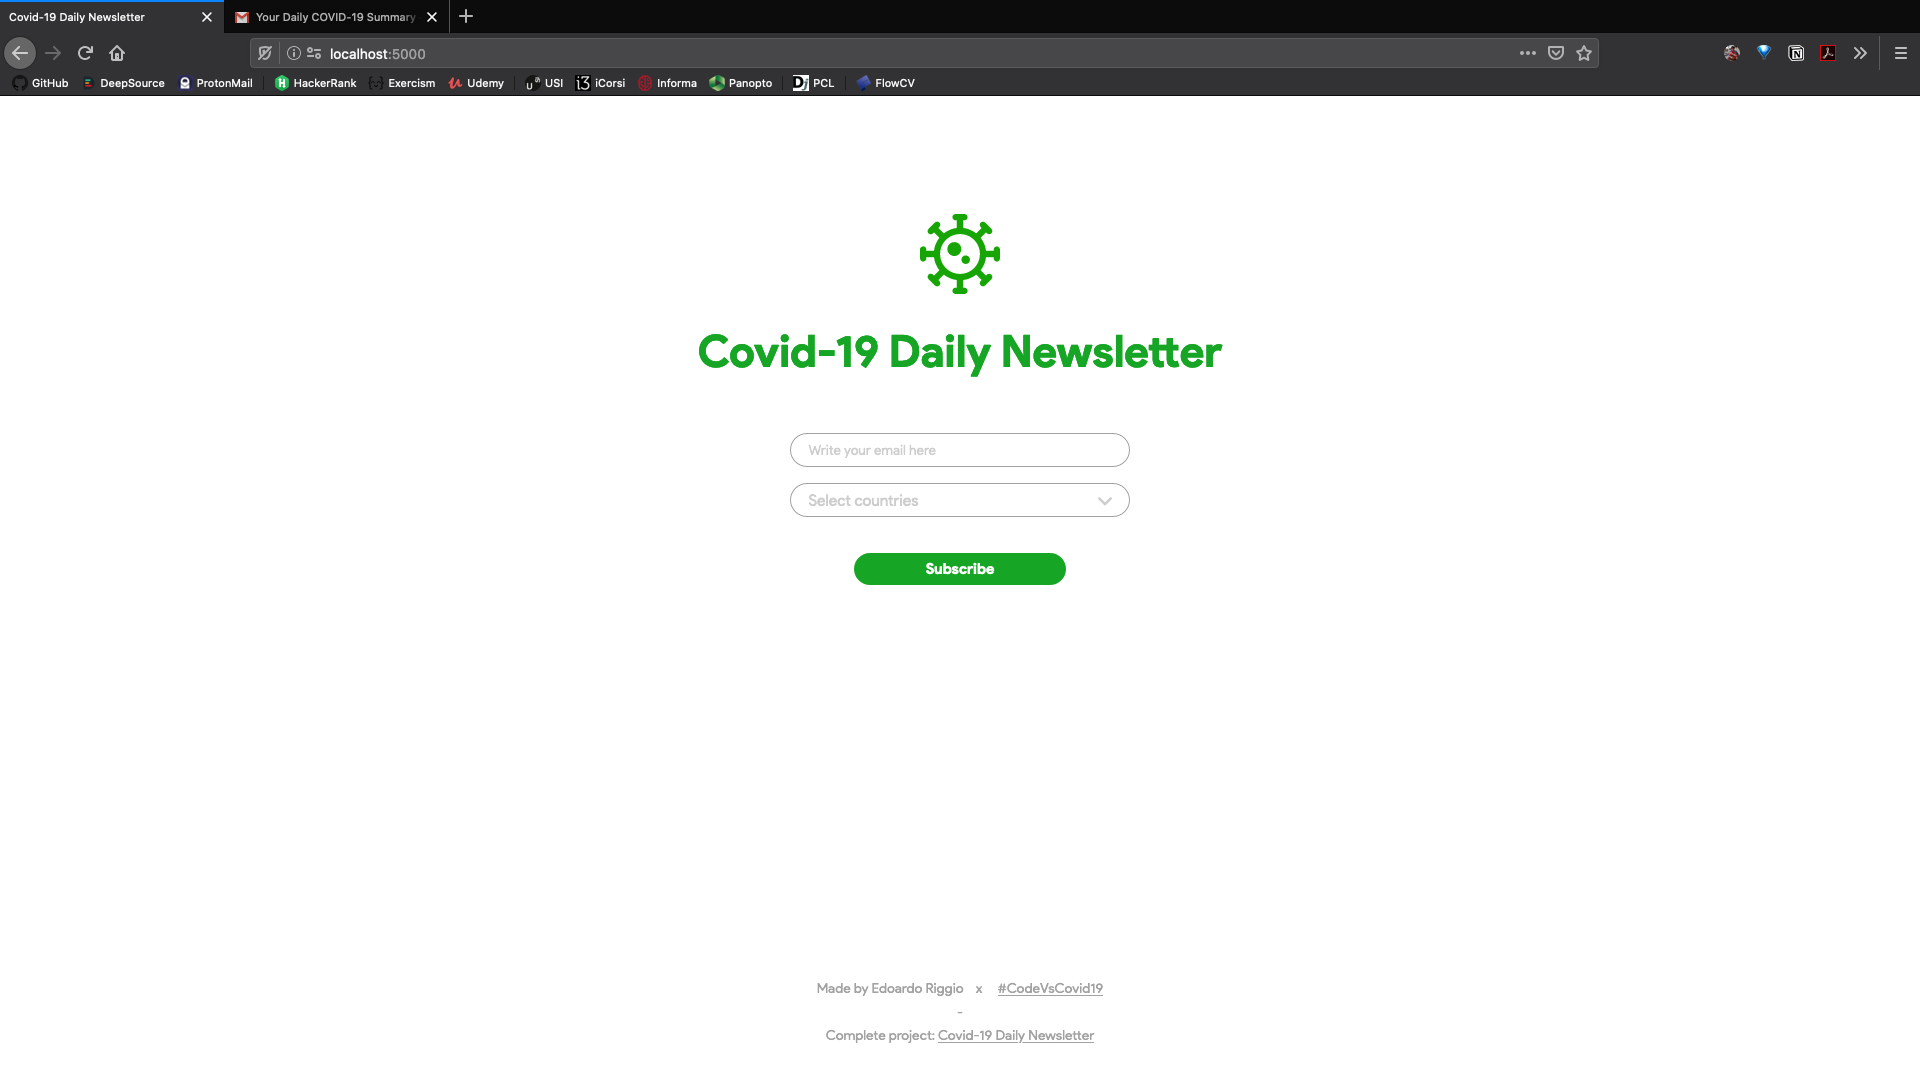 Covid-19 Daily Newsletter
Your Daily COVID-19 Summary
localhost:5000
GitHub DeepSource ProtonMail HackerRank Exercism Udemy USI iCorsi Informa Panopto PCL FlowCV
Covid-19 Daily Newsletter
Write your email here
Select countries
Subscribe
Made by Edoardo Riggio x #CodeVsCovid19
-
Complete project: Covid-19 Daily Newsletter